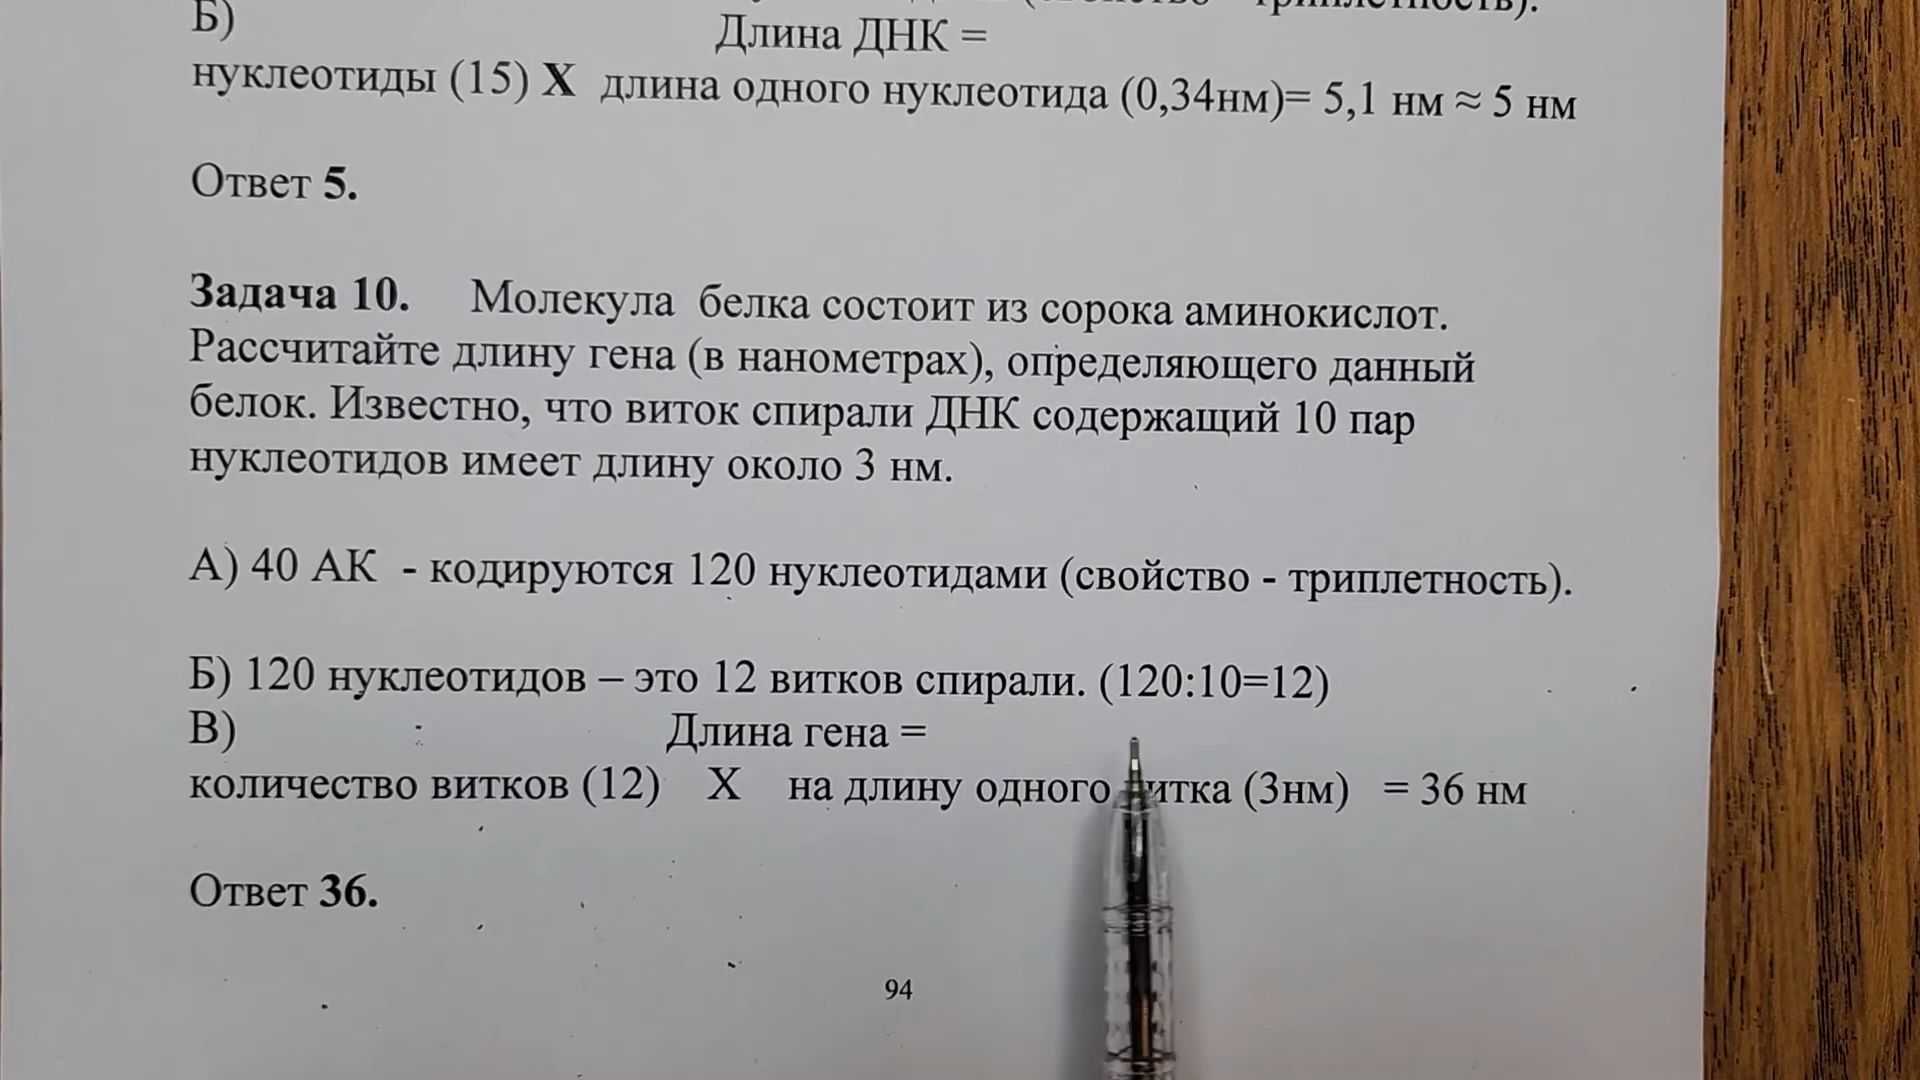 Б)
Длина ДНК =
нуклеотиды (15) X длина одного нуклеотида (0,34нм)= 5,1 нм ≈ 5 нм
Ответ 5.
Задача 10. Молекула белка состоит из сорока аминокислот.
Рассчитайте длину гена (в нанометрах), определяющего данный
белок. Известно, что виток спирали ДНК содержащий 10 пар
нуклеотидов имеет длину около 3 нм.
А) 40 АК - кодируются 120 нуклеотидами (свойство - триплетность).
Б) 120 нуклеотидов – это 12 витков спирали. (120:10=12)
В)
Длина гена =
количество витков (12) X на длину одного витка (3нм) = 36 нм
Ответ 36.
94